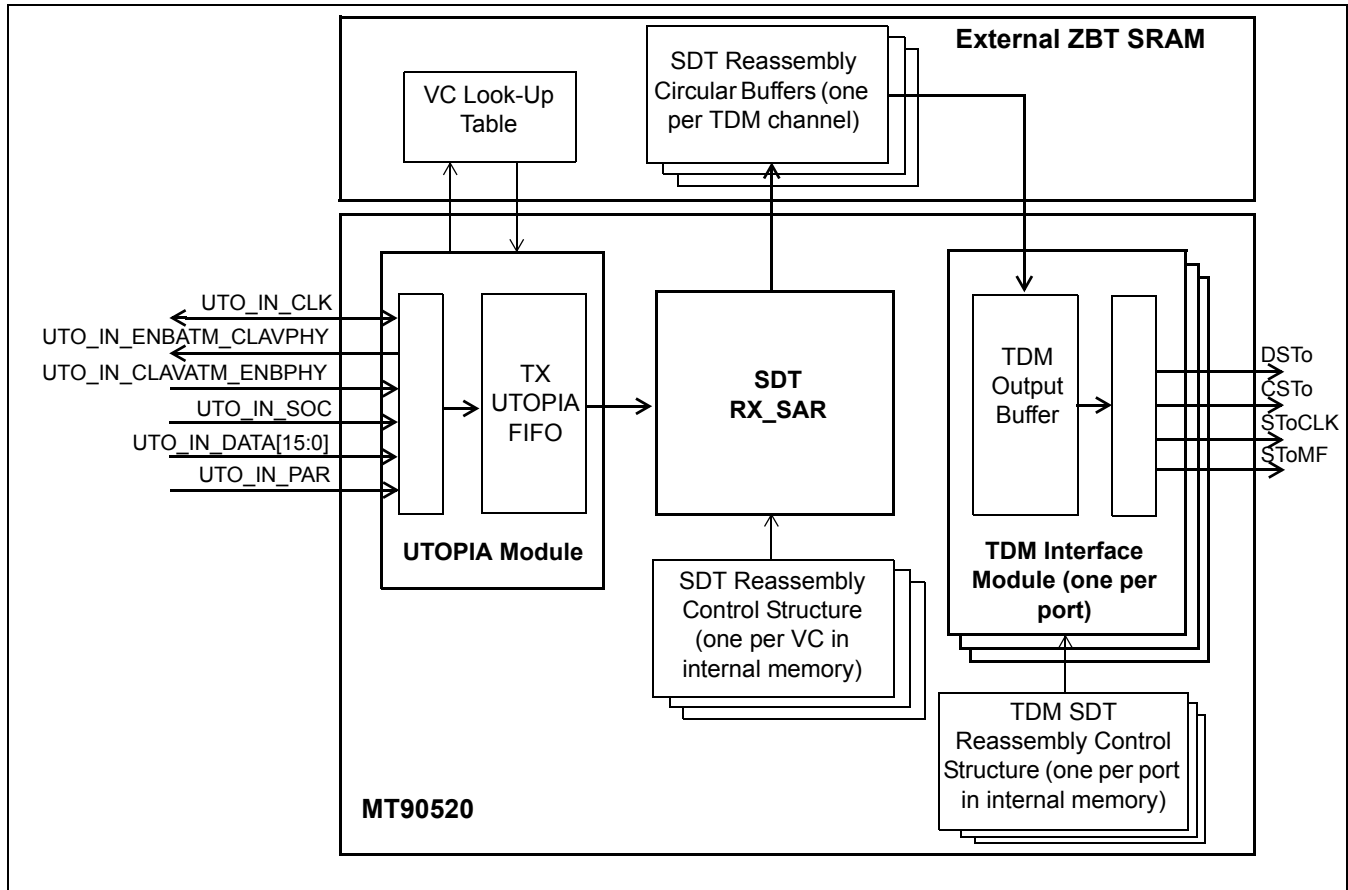 External ZBT SRAM
SDT Reassembly
Circular Buffers (one
per TDM channel)
VC Look-Up
Table
UTO_IN_CLK
UTO_IN_ENBATM_CLAVPHY
UTO_IN_CLAVATM_ENBPHY
UTO_IN_SOC
UTO_IN_DATA[15:0]
UTO_IN_PAR
TX
UTOPIA
FIFO
UTOPIA Module
SDT
RX_SAR
TDM
Output
Buffer
DSTo
CSTo
SToCLK
SToMF
TDM Interface
Module (one per
port)
SDT Reassembly
Control Structure
(one per VC in
internal memory)
TDM SDT
Reassembly Control
Structure (one per port
in internal memory)
MT90520